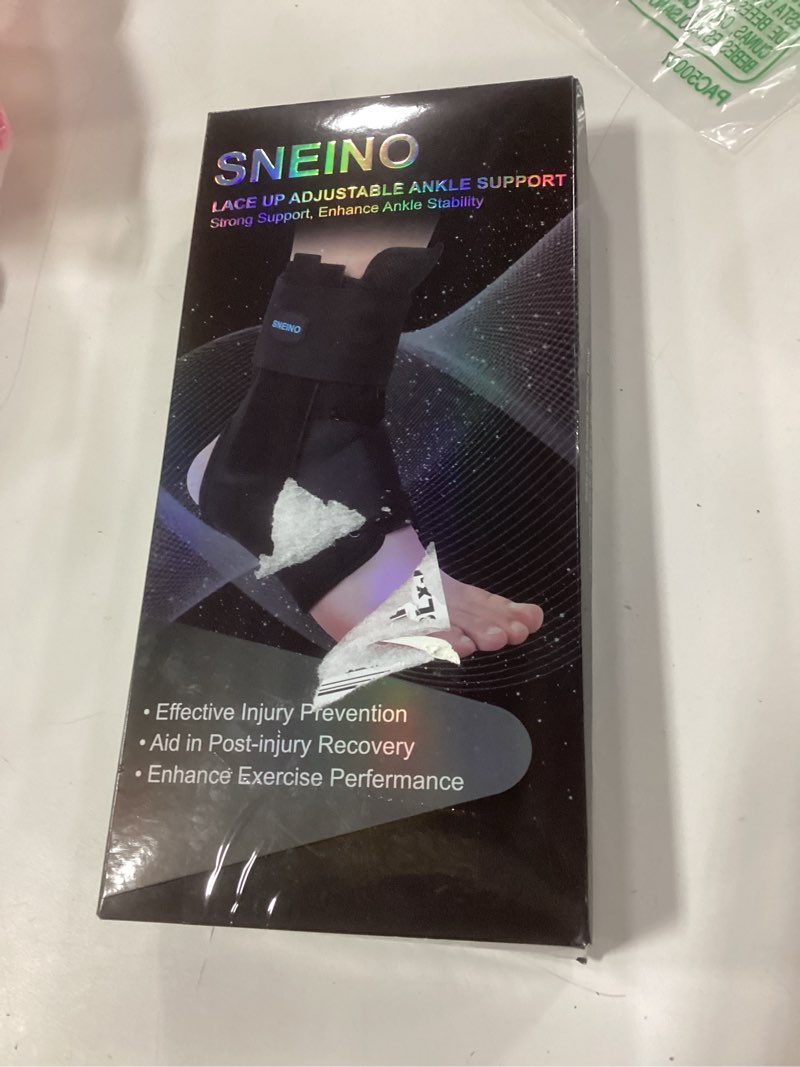 SNEINO
LACE UP ADJUSTABLE ANKLE SUPPORT
Strong Support, Enhance Ankle Stability
SNEINO
• Effective Injury Prevention
• Aid in Post-injury Recovery
• Enhance Exercise Perfermance